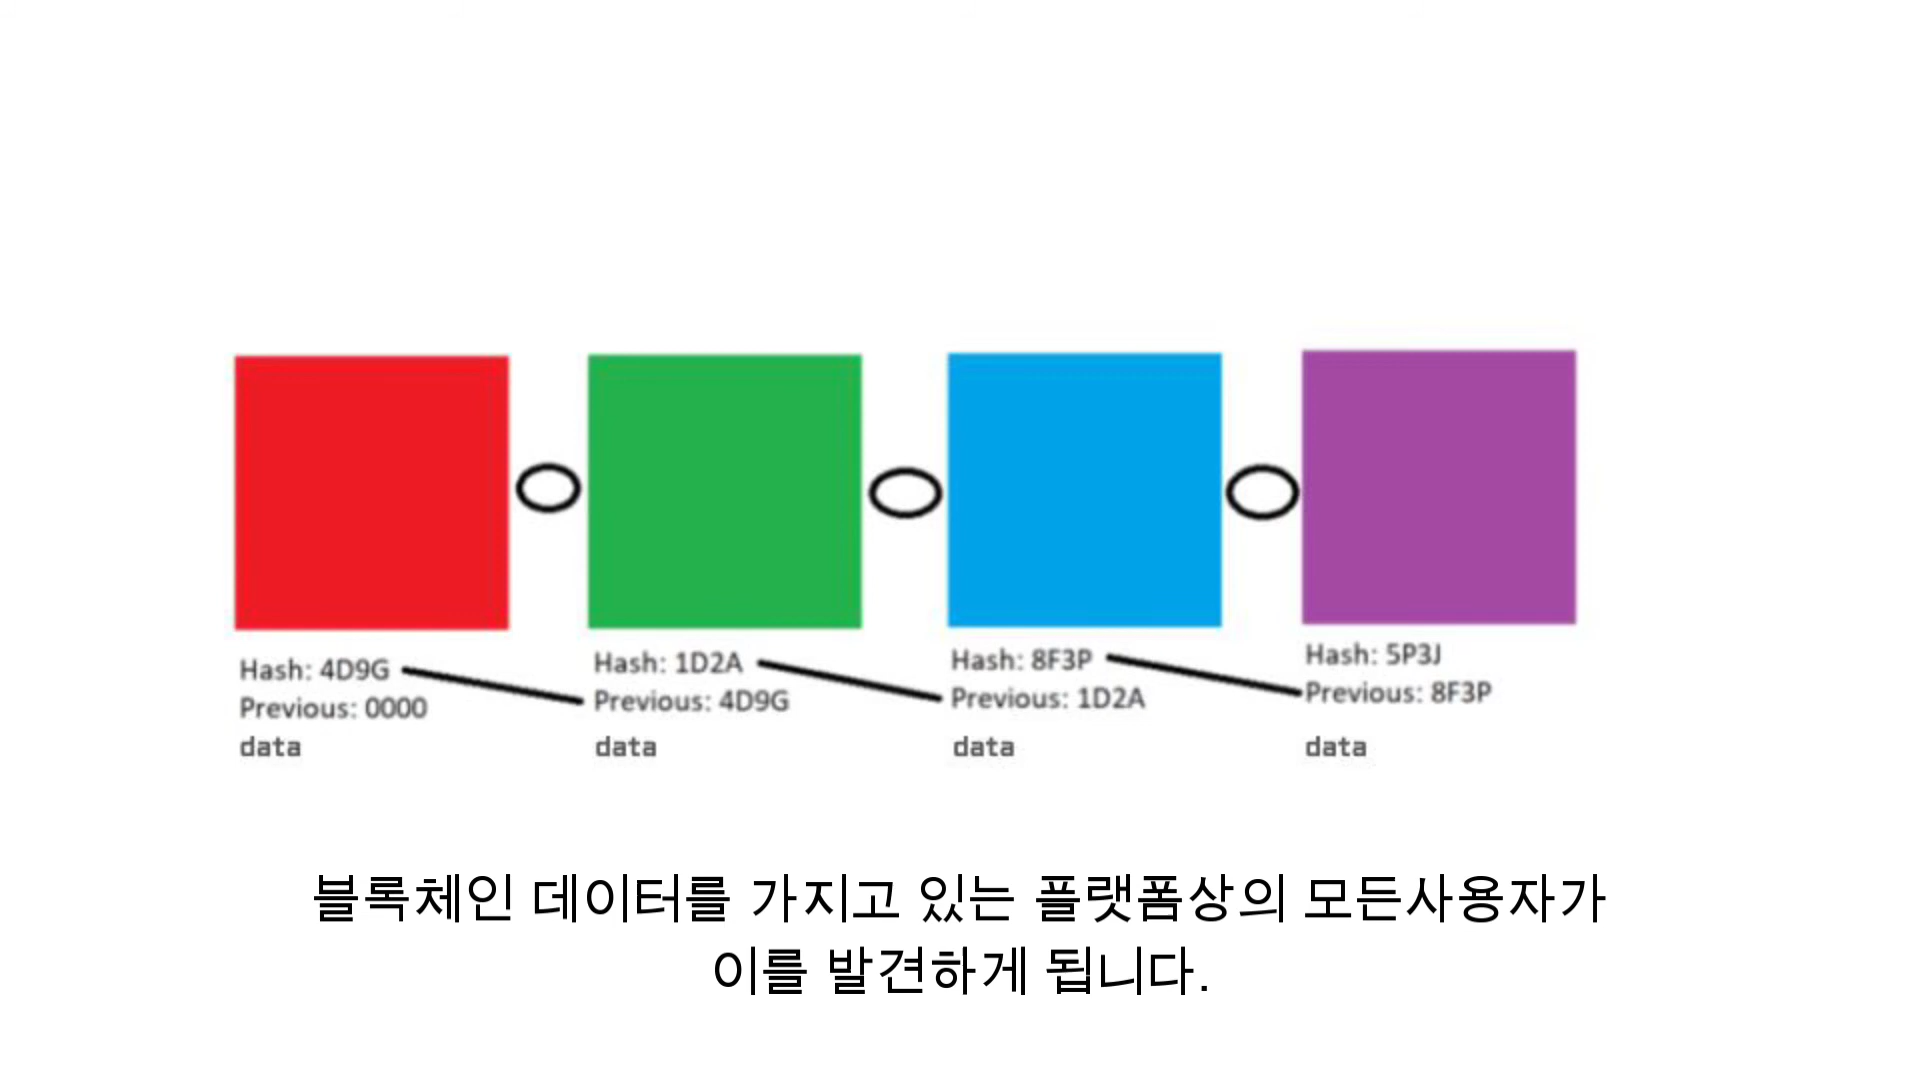 Hash: 4D9G
Previous: 0000
data
Hash: 1D2A
Previous: 4D9G
data
Hash: 8F3P
Previous: 1D2A
data
Hash: 5P3J
Previous: 8F3P
data
블록체인 데이터를 가지고 있는 플랫폼상의 모든사용자가
이를 발견하게 됩니다.